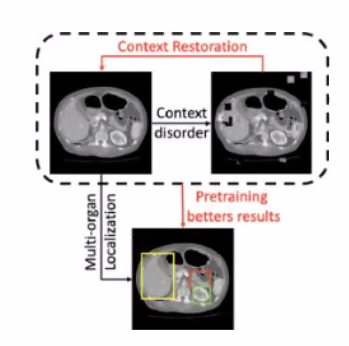 Context Restoration
Context
disorder
Multi-organ
Localization
Pretraining
betters results